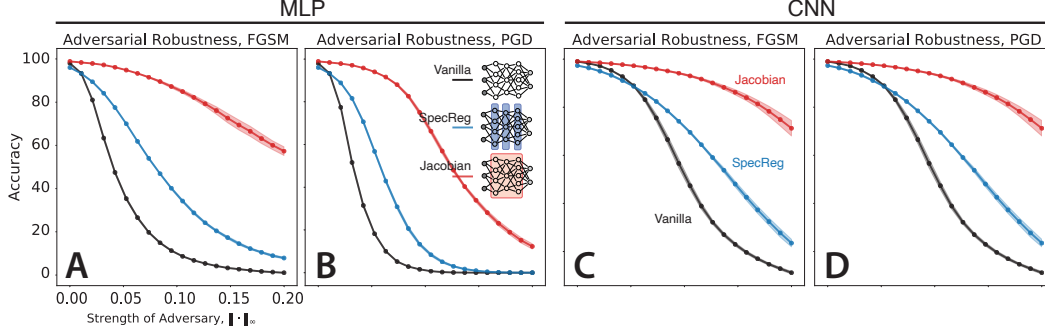 MLP
CNN
Adversarial Robustness, FGSM
Adversarial Robustness, PGD
Adversarial Robustness, FGSM
Adversarial Robustness, PGD
100
80
60
40
20
0
Accuracy
Vanilla
SpecReg
Jacobian
Jacobian
SpecReg
Vanilla
A
B
C
D
0.00
0.05
0.10
0.15
0.20
Strength of Adversary, ‖·‖∞